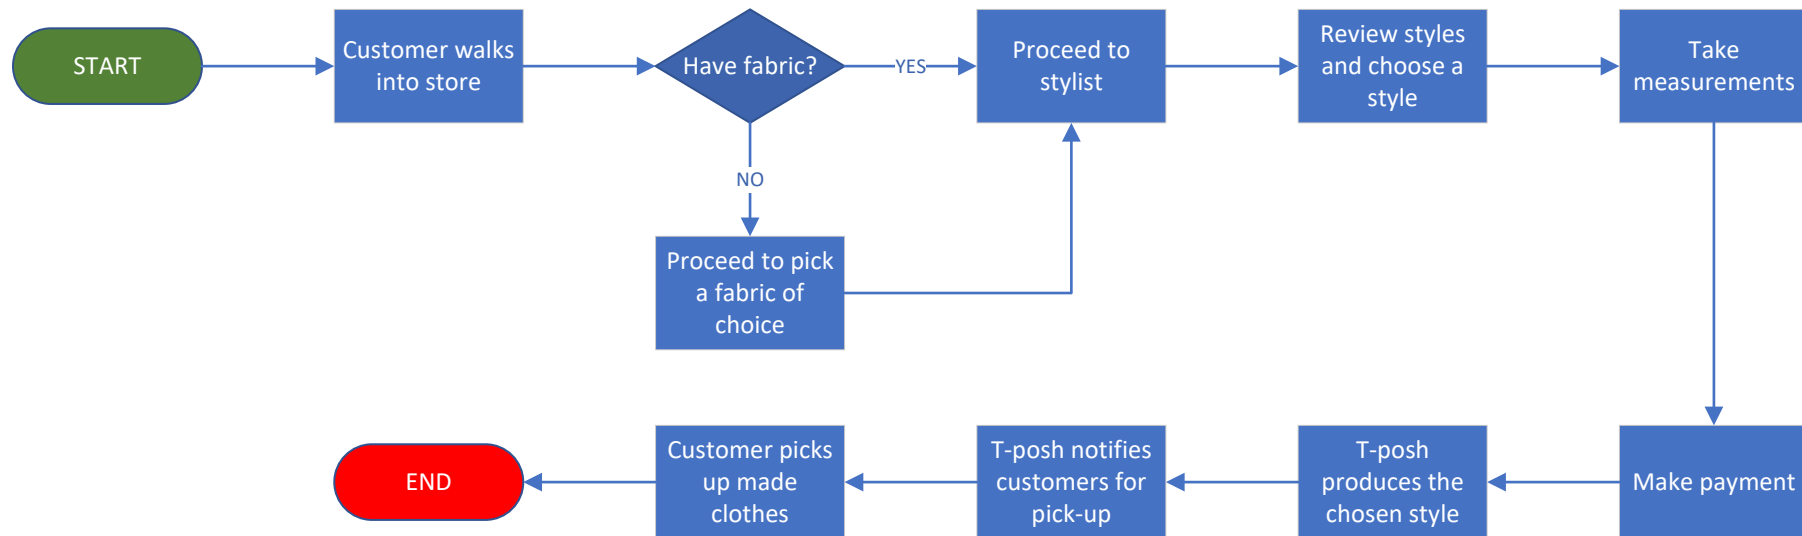 START
Customer walks
into store
Have fabric?
YES
Proceed to
stylist
Review styles
and choose a
style
Take
measurements
NO
Proceed to pick
a fabric of
choice
END
Customer picks
up made
clothes
T-posh notifies
customers for
pick-up
T-posh
produces the
chosen style
Make payment